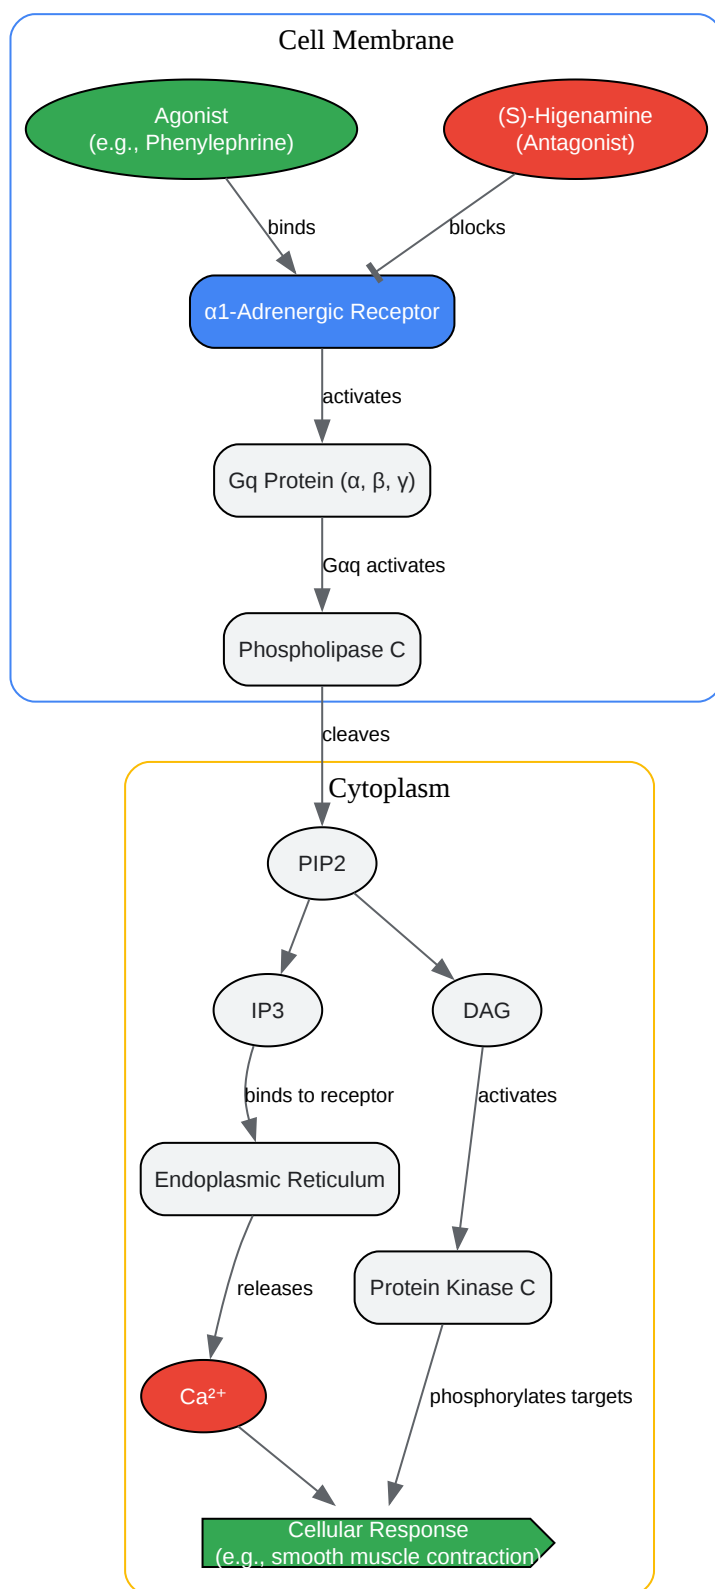 Cell Membrane
Agonist
(e.g., Phenylephrine)
(S)-Higenamine
(Antagonist)
binds
blocks
α1-Adrenergic Receptor
activates
Gq Protein (α, β, γ)
Gαq activates
Phospholipase C
cleaves
Cytoplasm
PIP2
IP3
DAG
binds to receptor
activates
Endoplasmic Reticulum
Protein Kinase C
releases
Ca²⁺
phosphorylates targets
Cellular Response
(e.g., smooth muscle contraction)